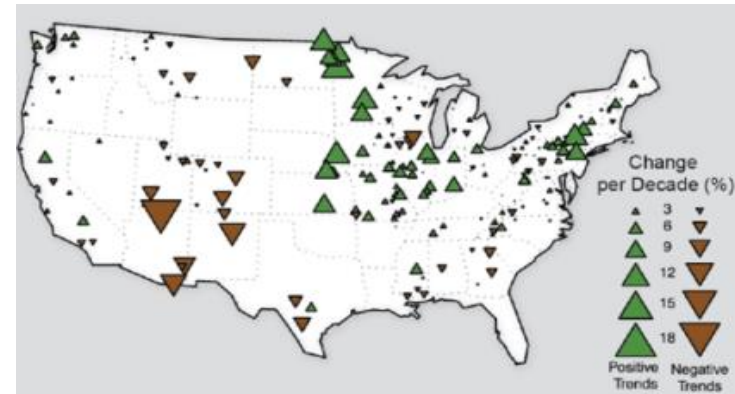 Change
per Decade (%)
3
6
9
12
15
18
Positive Negative
Trends Trends